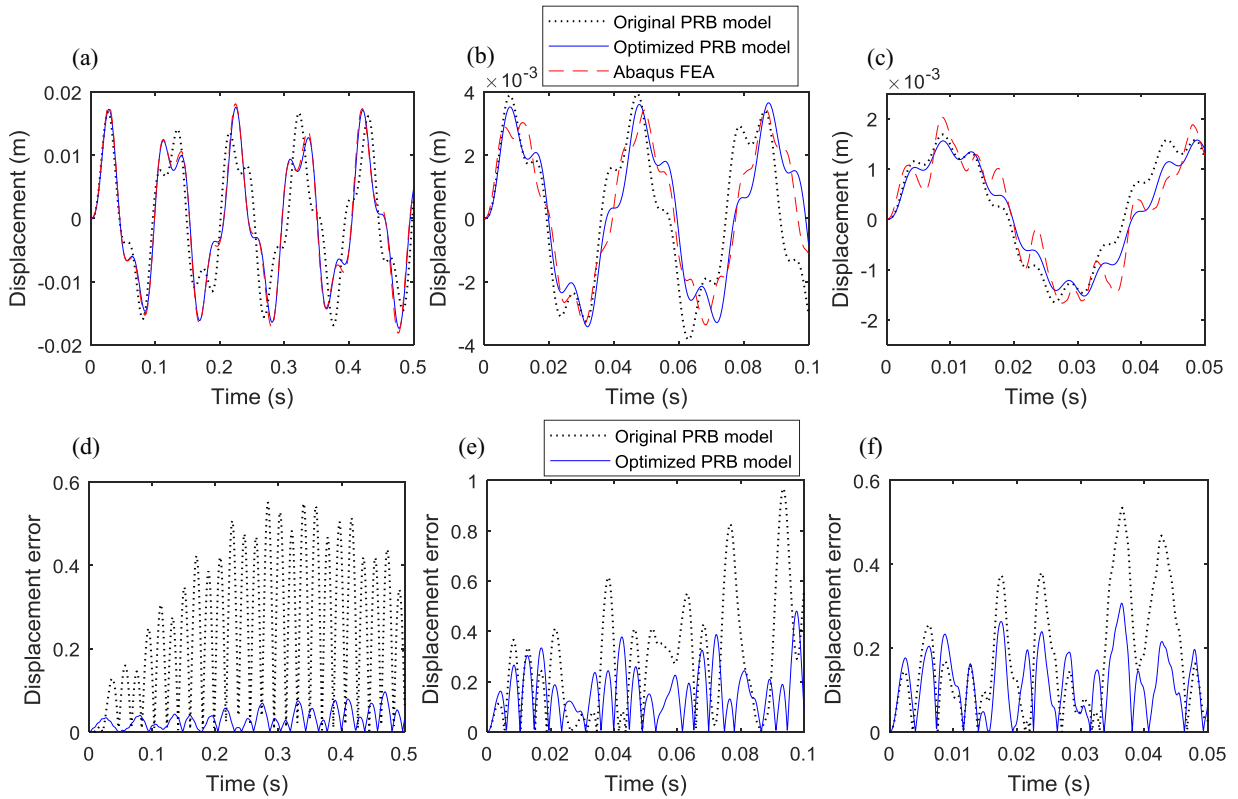 Original PRB model
Optimized PRB model
Abaqus FEA
(a)
0.02
0.01
0
-0.01
-0.02
Displacement (m)
0 0.1 0.2 0.3 0.4 0.5
Time (s)
(b)
×10⁻³
4
2
0
-2
-4
Displacement (m)
0 0.02 0.04 0.06 0.08 0.1
Time (s)
(c)
×10⁻³
2
1
0
-1
-2
Displacement (m)
0 0.01 0.02 0.03 0.04 0.05
Time (s)
Original PRB model
Optimized PRB model
(d)
0.6
0.4
0.2
0
Displacement error
0 0.1 0.2 0.3 0.4 0.5
Time (s)
(e)
1
0.8
0.6
0.4
0.2
0
Displacement error
0 0.02 0.04 0.06 0.08 0.1
Time (s)
(f)
0.6
0.4
0.2
0
Displacement error
0 0.01 0.02 0.03 0.04 0.05
Time (s)